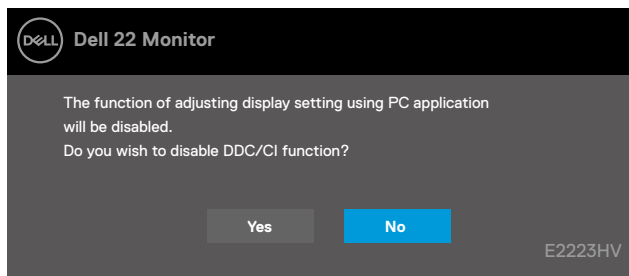 DELL
Dell 22 Monitor
The function of adjusting display setting using PC application
will be disabled.
Do you wish to disable DDC/CI function?
Yes No
E2223HV